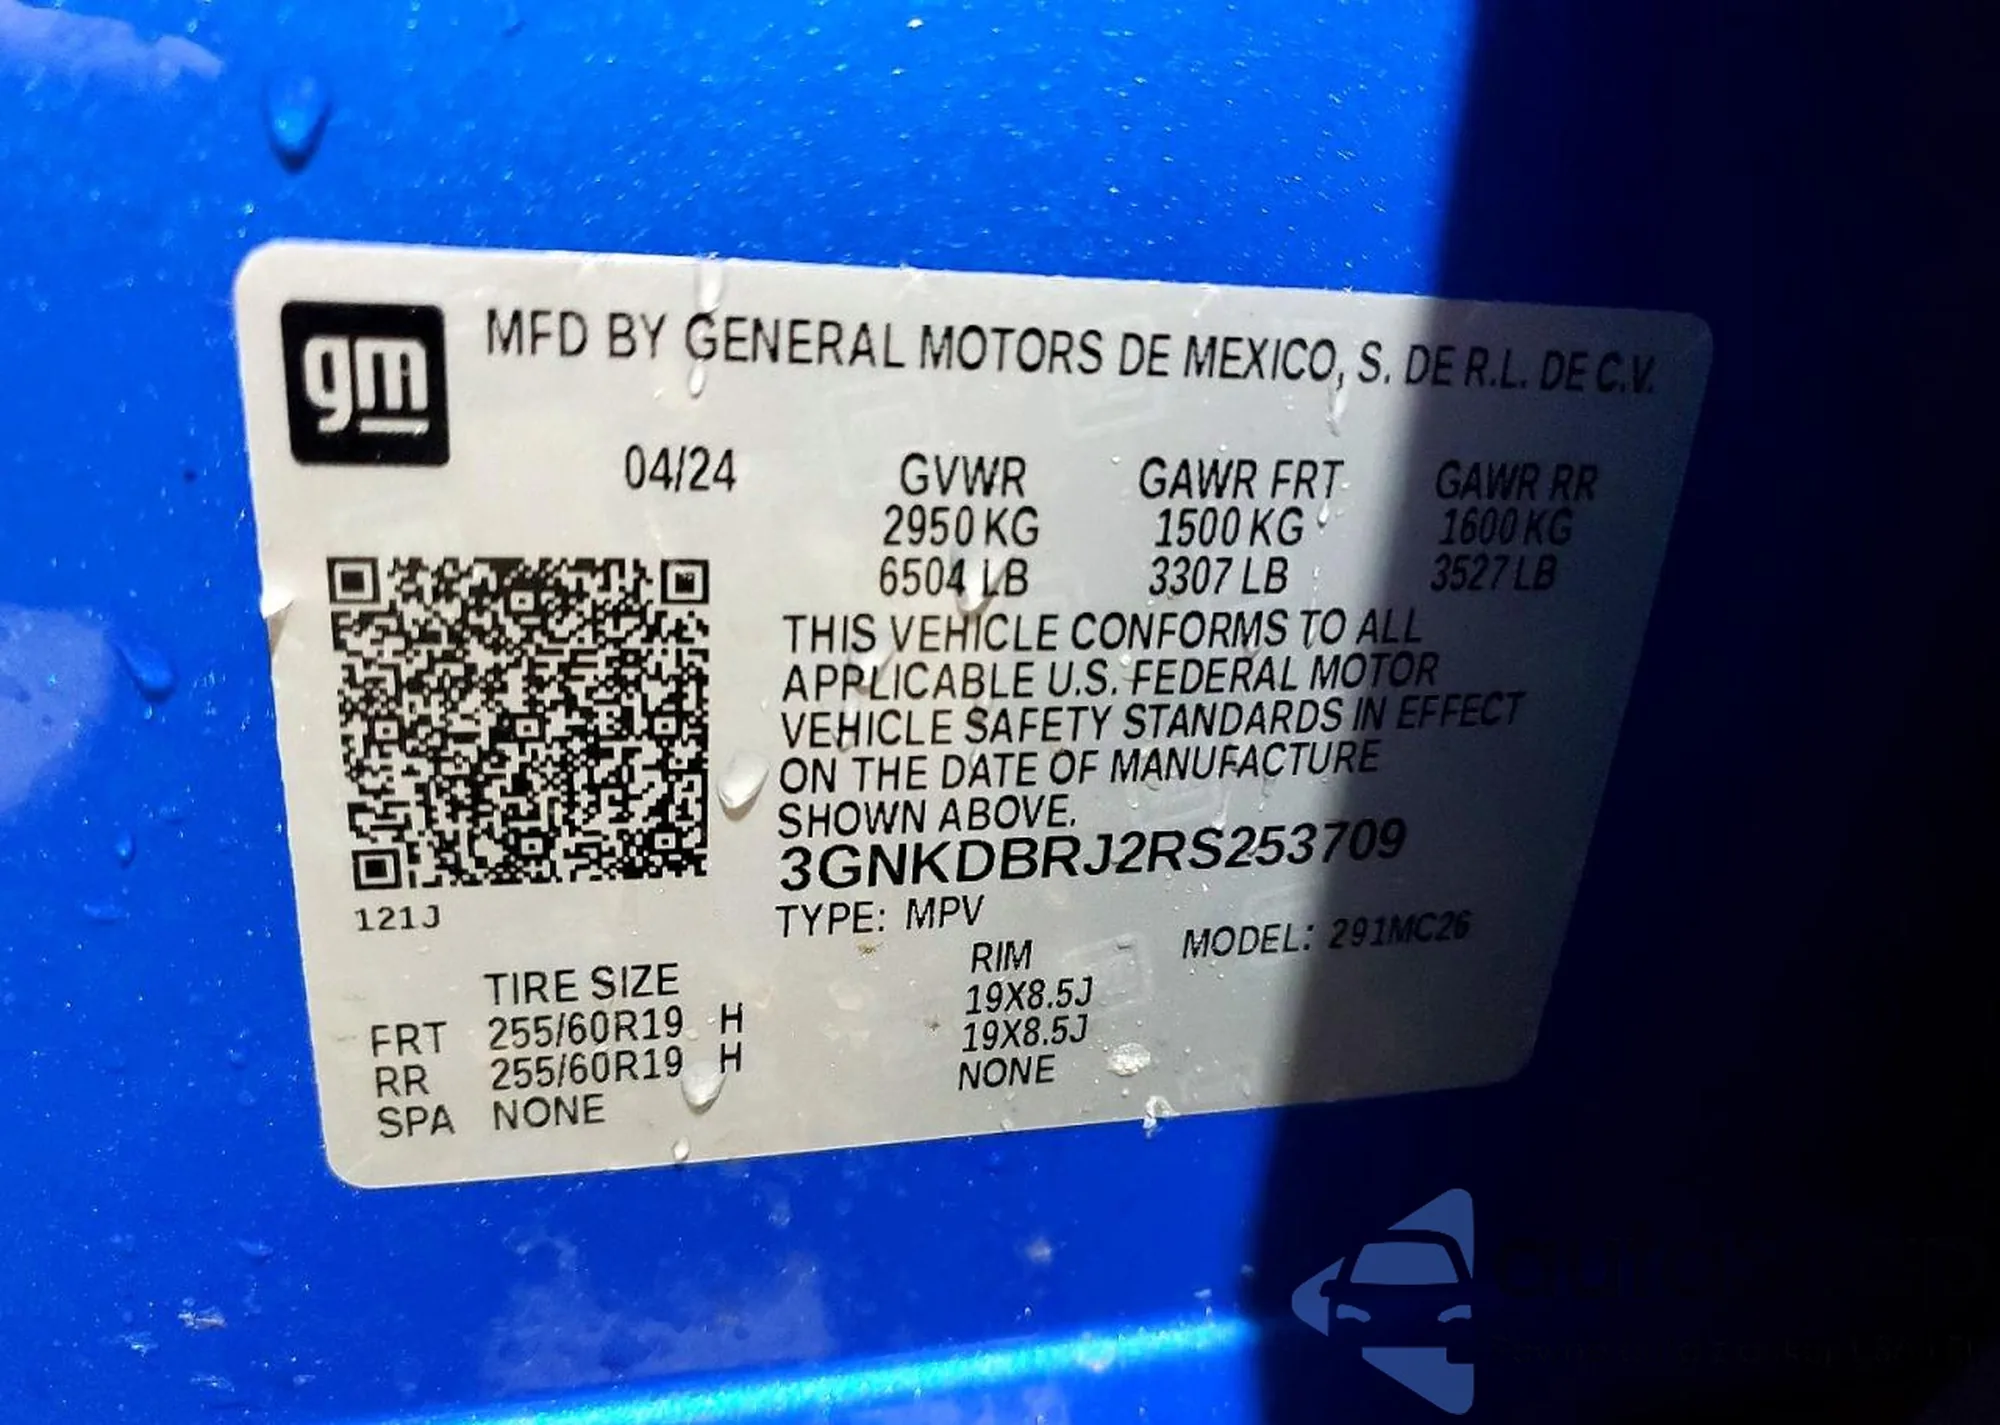 gm
MFD BY GENERAL MOTORS DE MEXICO, S. DE R.L. DE C.V.
04/24 GVWR GAWR FRT GAWR RR
2950 KG 1500 KG 1600 KG
6504 LB 3307 LB 3527 LB
THIS VEHICLE CONFORMS TO ALL
APPLICABLE U.S. FEDERAL MOTOR
VEHICLE SAFETY STANDARDS IN EFFECT
ON THE DATE OF MANUFACTURE
SHOWN ABOVE.
3GNKDBRJ2RS253709
121J
TYPE: MPV MODEL: 291MC26
TIRE SIZE RIM
FRT 255/60R19 H 19X8.5J
RR 255/60R19 H 19X8.5J
SPA NONE NONE